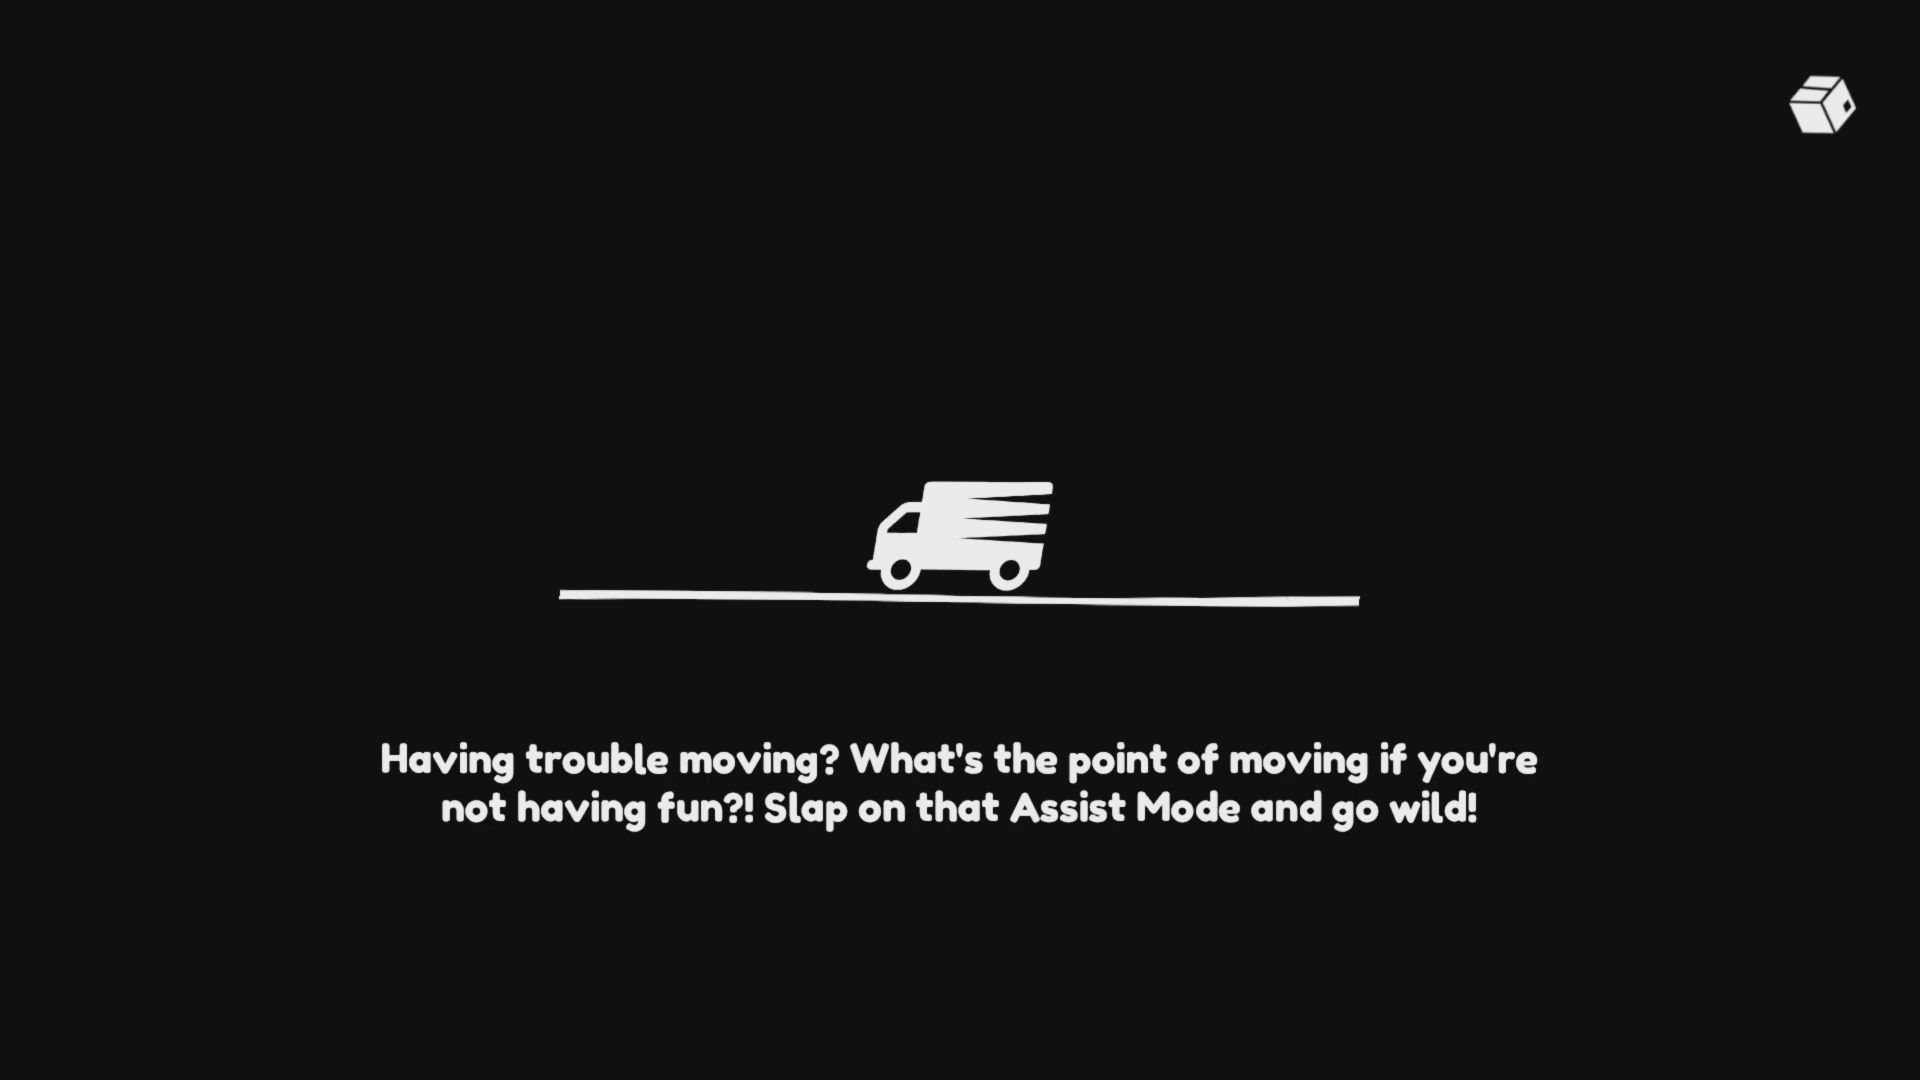 Having trouble moving? What's the point of moving if you're
not having fun?! Slap on that Assist Mode and go wild!